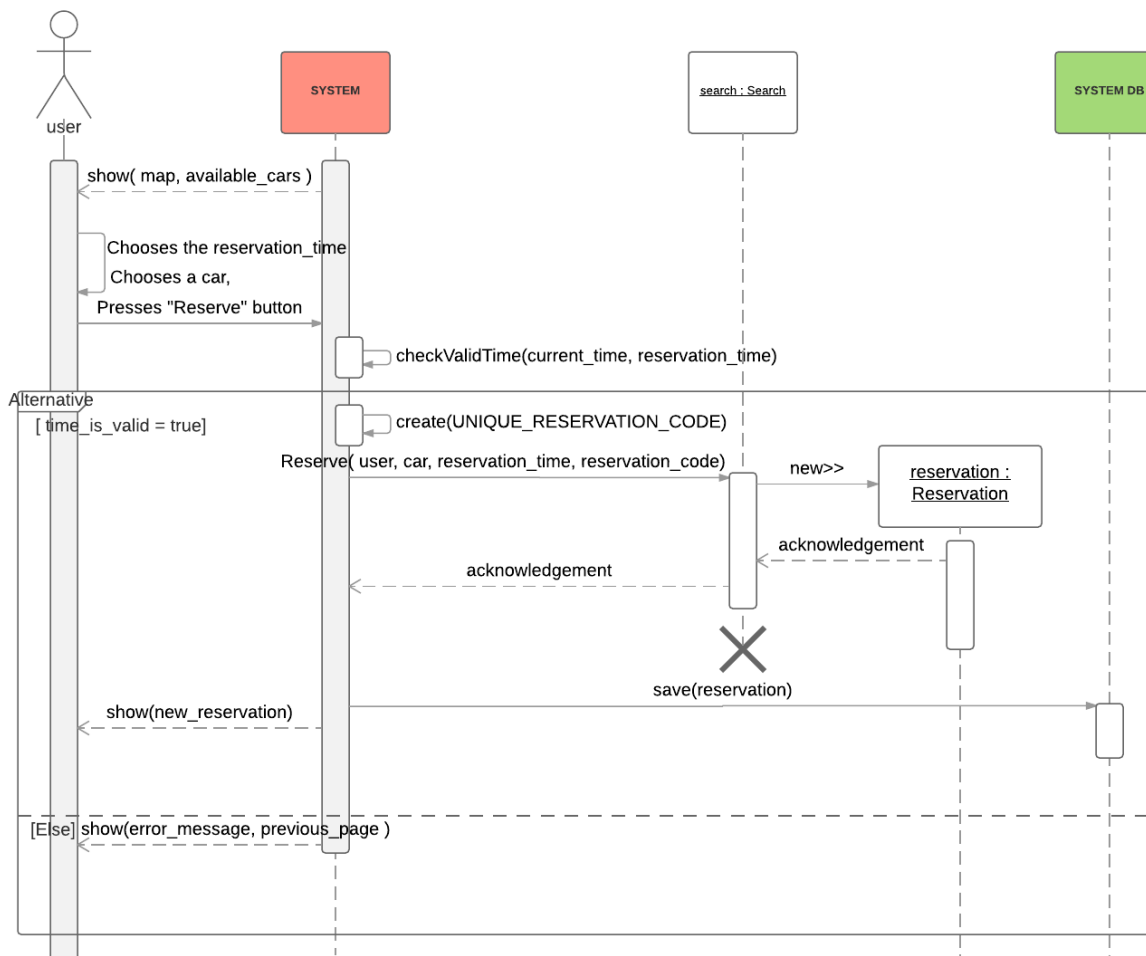 SYSTEM
search : Search
SYSTEM DB
user
show( map, available_cars )
Chooses the reservation_time
Chooses a car,
Presses "Reserve" button
checkValidTime(current_time, reservation_time)
Alternative
[ time_is_valid = true]
create(UNIQUE_RESERVATION_CODE)
Reserve( user, car, reservation_time, reservation_code)
new>>
reservation :
Reservation
acknowledgement
acknowledgement
save(reservation)
show(new_reservation)
[Else] show(error_message, previous_page )